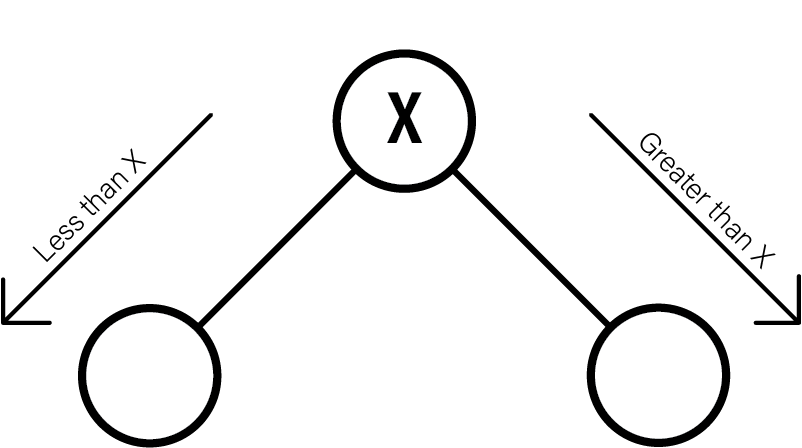 X
Less than X
Greater than X